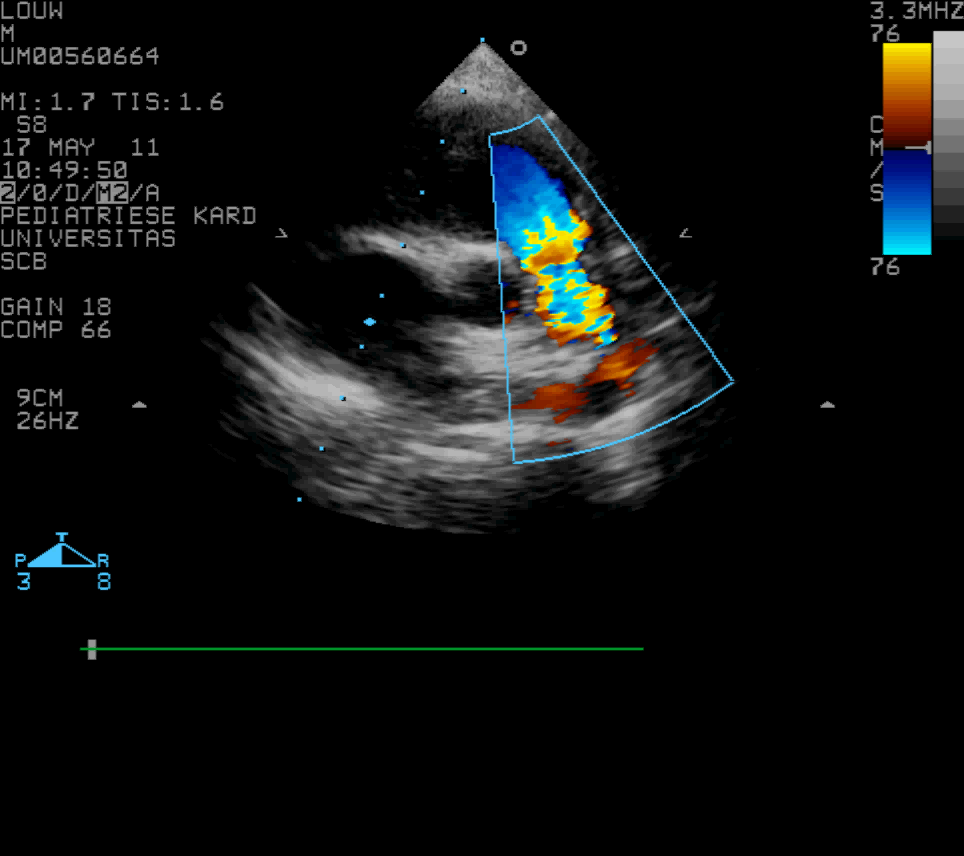 LOUW
M
UM00560664
MI:1.7 TIS:1.6
S8
17 MAY 11
10:49:50
2/0/D/M2/A
PEDIATRIESE KARD
UNIVERSITAS
SCB
GAIN 18
COMP 66
9CM
26HZ
T
P R
3 8
3.3MHZ
76
C
M
/
S
76